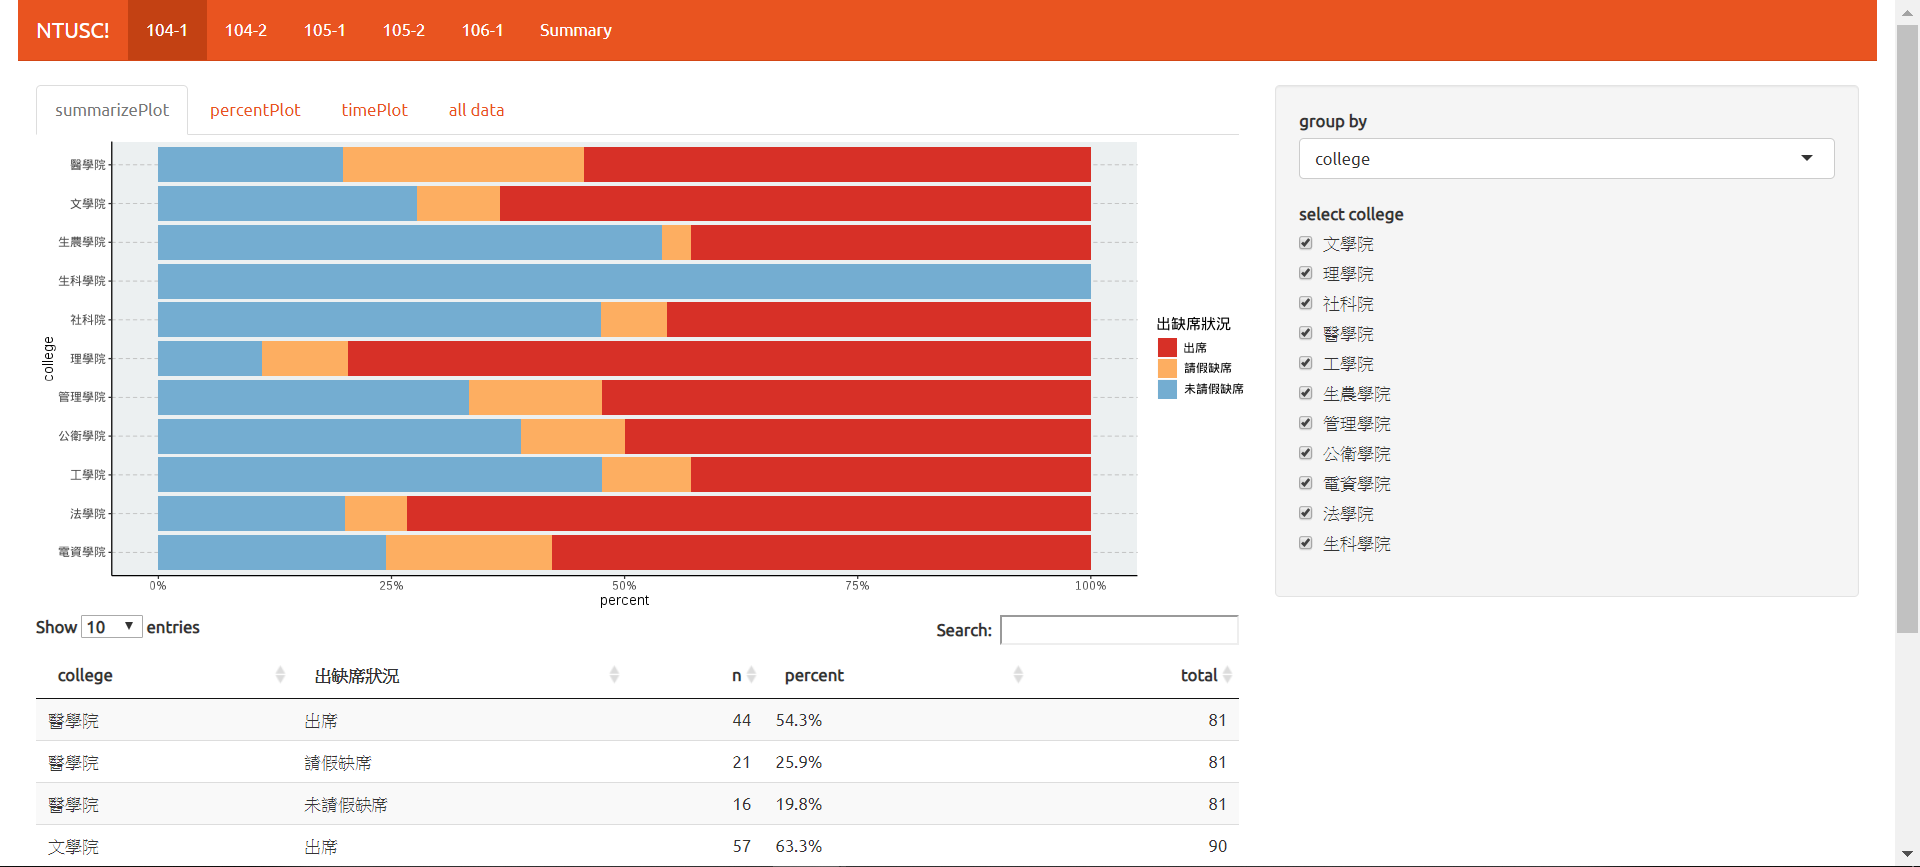 NTUSC! 104-1 104-2 105-1 105-2 106-1 Summary
summarizePlot percentPlot timePlot all data
醫學院
文學院
生農學院
生科學院
社科院
理學院
管理學院
公衛學院
工學院
法學院
電資學院
college
0% 25% 50% 75% 100%
percent
出缺席狀況
出席
請假缺席
未請假缺席
group by
college
select college
文學院
理學院
社科院
醫學院
工學院
生農學院
管理學院
公衛學院
電資學院
法學院
生科學院
Show 10 entries
Search:
college 出缺席狀況 n percent total
醫學院 出席 44 54.3% 81
醫學院 請假缺席 21 25.9% 81
醫學院 未請假缺席 16 19.8% 81
文學院 出席 57 63.3% 90